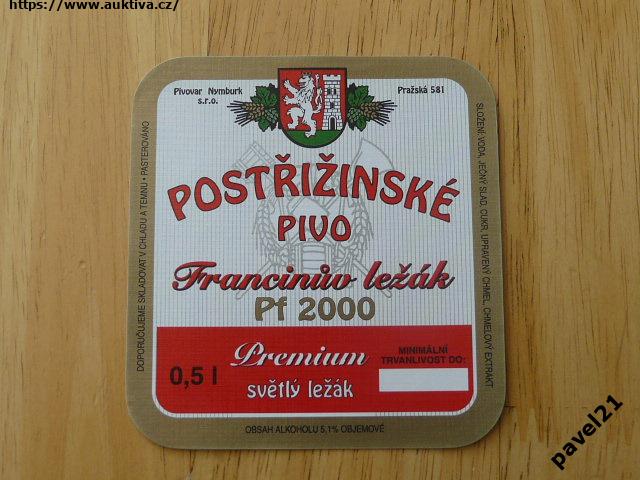 https://www.auktiva.cz/
Pivovar Nymburk
s.r.o.
Pražská 581
POSTŘIŽINSKÉ
PIVO
Francinův ležák
Pf 2000
Premium
světlý ležák
0,5 l
MINIMÁLNÍ
TRVANLIVOST DO:
DOPORUČUJEME SKLADOVAT V CHLADU A TEMNU • PASTEROVÁNO
SLOŽENÍ: VODA, JEČNÝ SLAD, CUKR, UPRAVENÝ CHMEL, CHMELOVÝ EXTRAKT
OBSAH ALKOHOLU 5,1% OBJEMOVÉ
pavel21